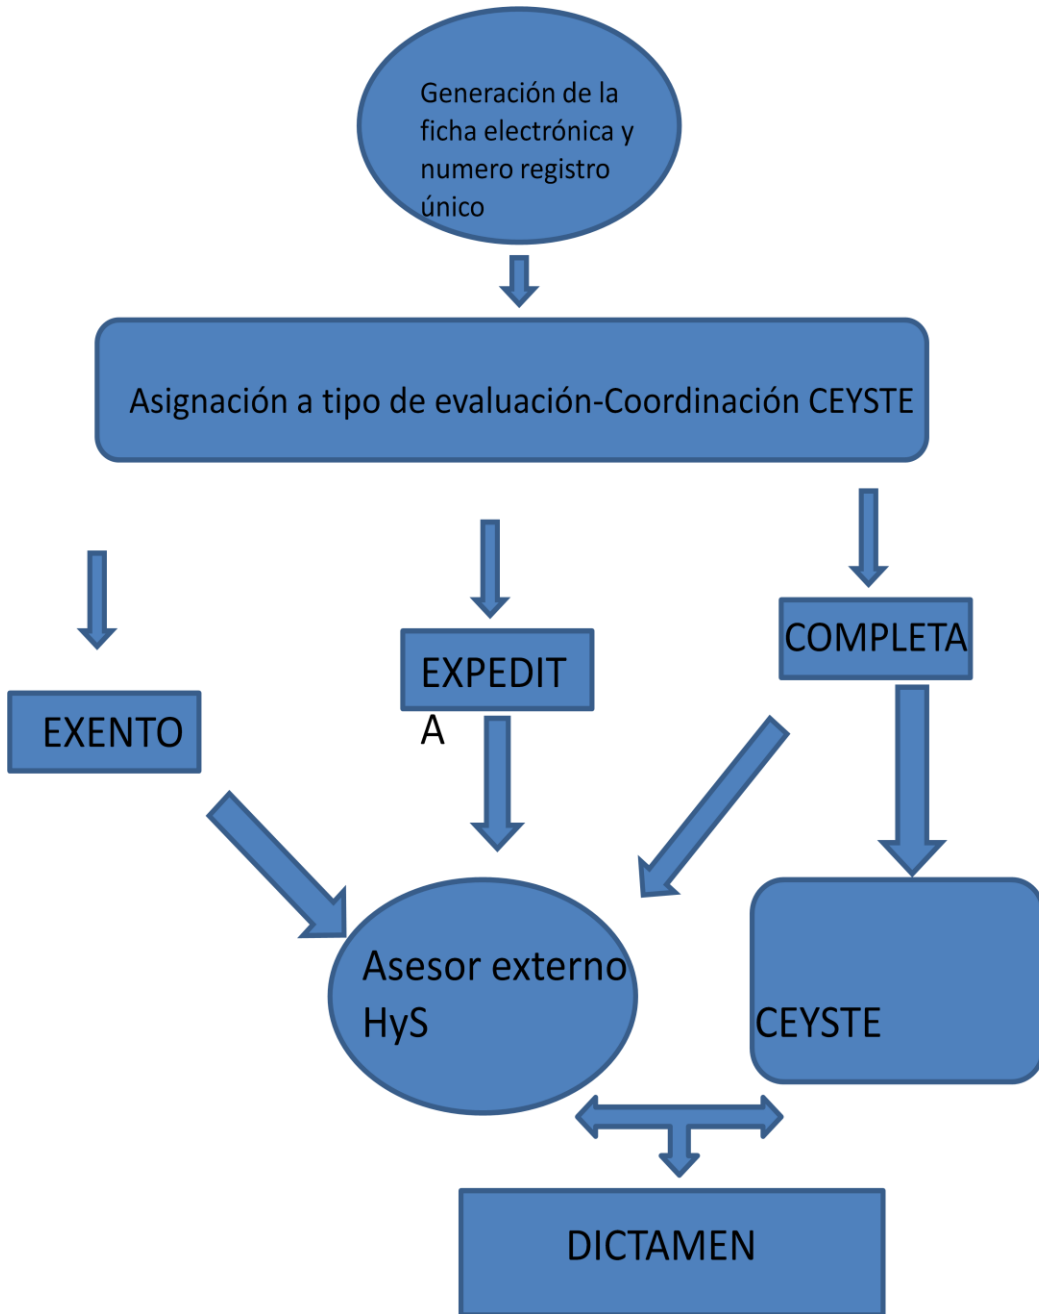 Generación de la
ficha electrónica y
numero registro
único
Asignación a tipo de evaluación-Coordinación CEYSTE
EXENTO
EXPEDIT
A
COMPLETA
Asesor externo
HyS
CEYSTE
DICTAMEN